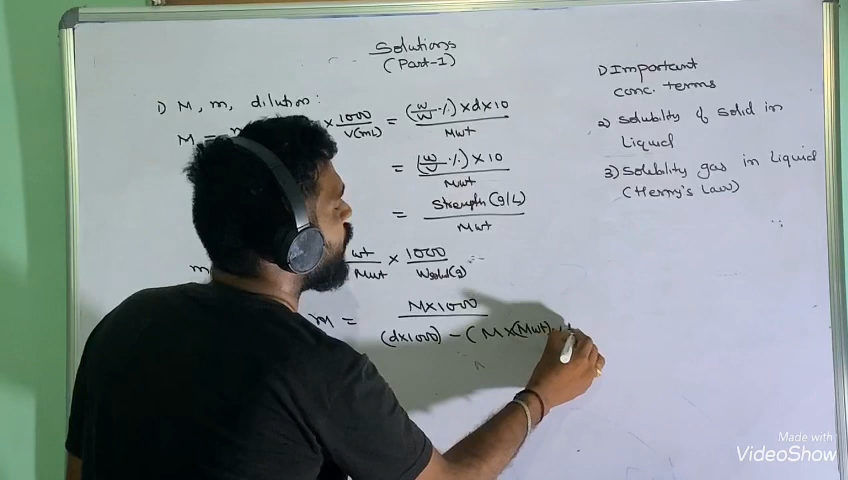 Solutions
(Part-1)
1) M, m, dilution:
M = × 1000/V(mL) = (w/w %) × d × 10 / Mwt
= (w/v %) × 10 / Mwt
= Strength (g/L) / Mwt
m wt/Mwt × 1000/Wsolv(g)
m = M×1000 / (d×1000) - (M×(Mwt)
1) Important
conc. terms
2) solubility of solid in
Liquid
3) Solubility gas in Liquid
(Henry's Law)
Made with
VideoShow